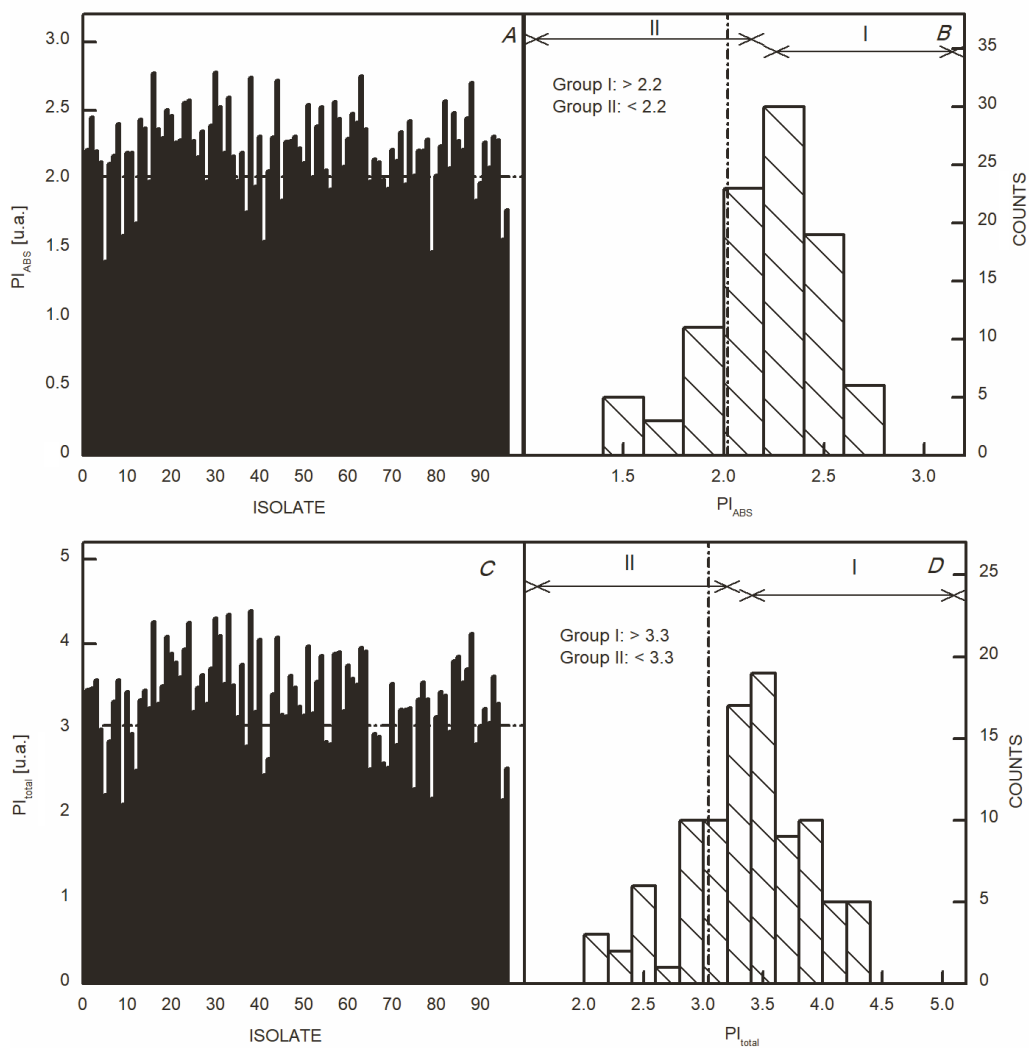 A
3.0
2.5
2.0
1.5
1.0
0.5
0
PI_ABS [u.a.]
0 10 20 30 40 50 60 70 80 90
ISOLATE
II I B
Group I: > 2.2
Group II: < 2.2
35
30
25
20
15
10
5
0
COUNTS
1.5 2.0 2.5 3.0
PI_ABS
C
5
4
3
2
1
0
PI_total [u.a.]
0 10 20 30 40 50 60 70 80 90
ISOLATE
II I D
Group I: > 3.3
Group II: < 3.3
25
20
15
10
5
0
COUNTS
2.0 2.5 3.0 3.5 4.0 4.5 5.0
PI_total